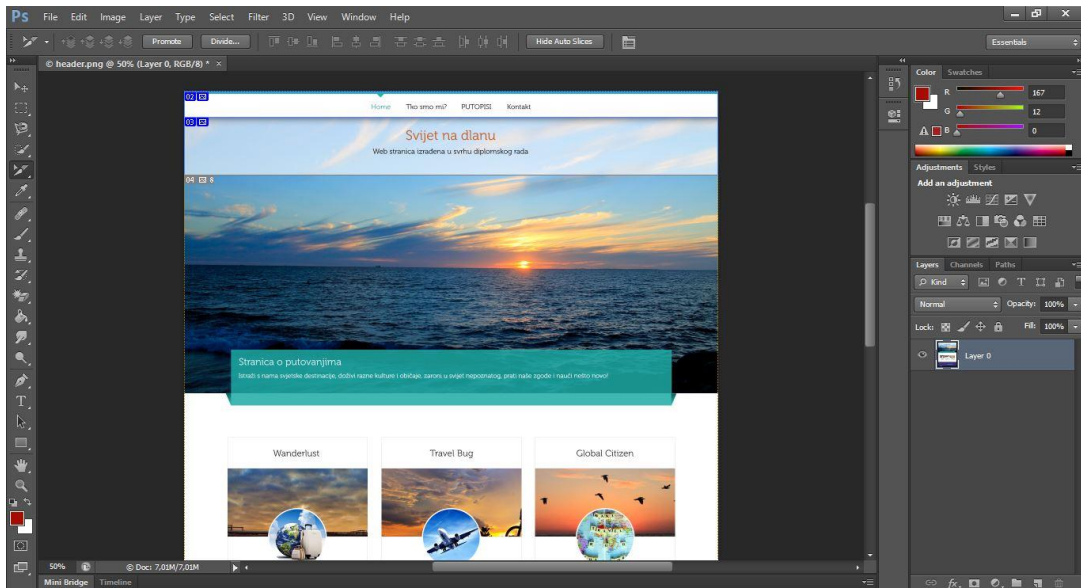 Ps File Edit Image Layer Type Select Filter 3D View Window Help
Promote Divide... Hide Auto Slices Essentials
© header.png @ 50% (Layer 0, RGB/8) * ×
Color Swatches
R 167
G 12
B 0
Adjustments Styles
Add an adjustment
Layers Channels Paths
Kind
Normal Opacity: 100%
Lock: Fill: 100%
Layer 0
02
Home Tko smo mi? PUTOPISI Kontakt
03
Svijet na dlanu
Web stranica izrađena u svrhu diplomskog rada
04 8
Stranica o putovanjima
Istraži s nama svjetske destinacije, doživi razne kulture i običaje, zaroni u svijet nepoznatog, prati naše zgode i nauči nešto novo!
Wanderlust Travel Bug Global Citizen
50% © Doc: 7,01M/7,01M
Mini Bridge Timeline